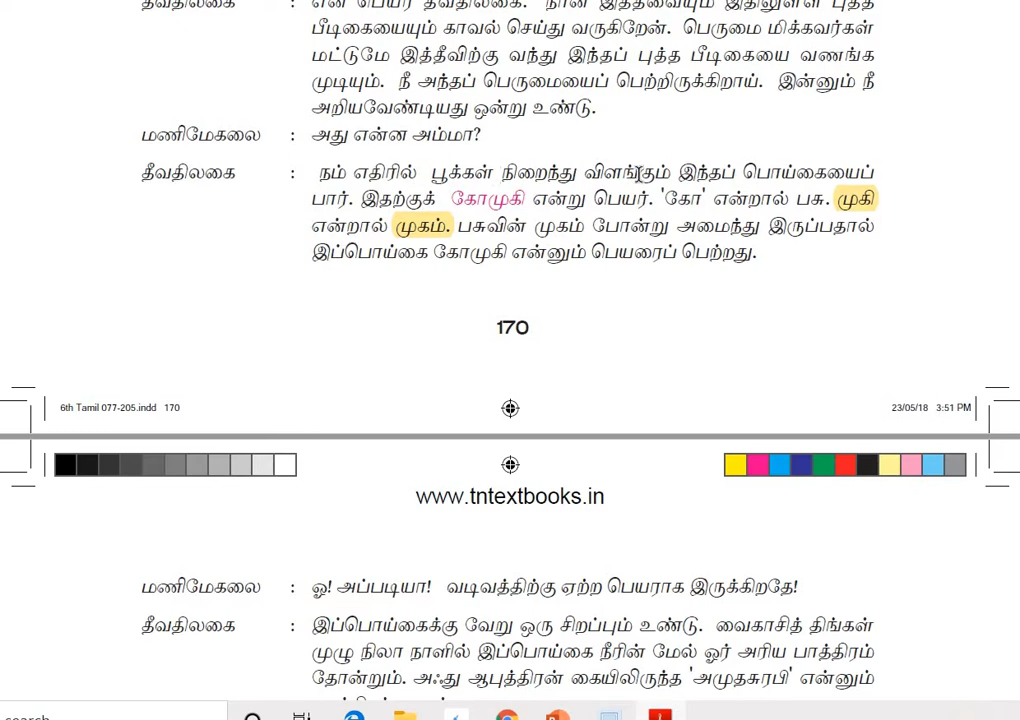 தீவதிலகை : என் பெயர் தீவதிலகை. நான் இத்தீவையும் இதிலுள்ள புத்த
பீடிகையையும் காவல் செய்து வருகிறேன். பெருமை மிக்கவர்கள்
மட்டுமே இத்தீவிற்கு வந்து இந்தப் புத்த பீடிகையை வணங்க
முடியும். நீ அந்தப் பெருமையைப் பெற்றிருக்கிறாய். இன்னும் நீ
அறியவேண்டியது ஒன்று உண்டு.
மணிமேகலை : அது என்ன அம்மா?
தீவதிலகை : நம் எதிரில் பூக்கள் நிறைந்து விளங்கும் இந்தப் பொய்கையைப்
பார். இதற்குக் கோமுகி என்று பெயர். 'கோ' என்றால் பசு. முகி
என்றால் முகம். பசுவின் முகம் போன்று அமைந்து இருப்பதால்
இப்பொய்கை கோமுகி என்னும் பெயரைப் பெற்றது.
170
6th Tamil 077-205.indd 170 23/05/18 3:51 PM
www.tntextbooks.in
மணிமேகலை : ஓ! அப்படியா! வடிவத்திற்கு ஏற்ற பெயராக இருக்கிறதே!
தீவதிலகை : இப்பொய்கைக்கு வேறு ஒரு சிறப்பும் உண்டு. வைகாசித் திங்கள்
முழு நிலா நாளில் இப்பொய்கை நீரின் மேல் ஓர் அரிய பாத்திரம்
தோன்றும். அஃது ஆபுத்திரன் கையிலிருந்த 'அமுதசுரபி' என்னும்
search